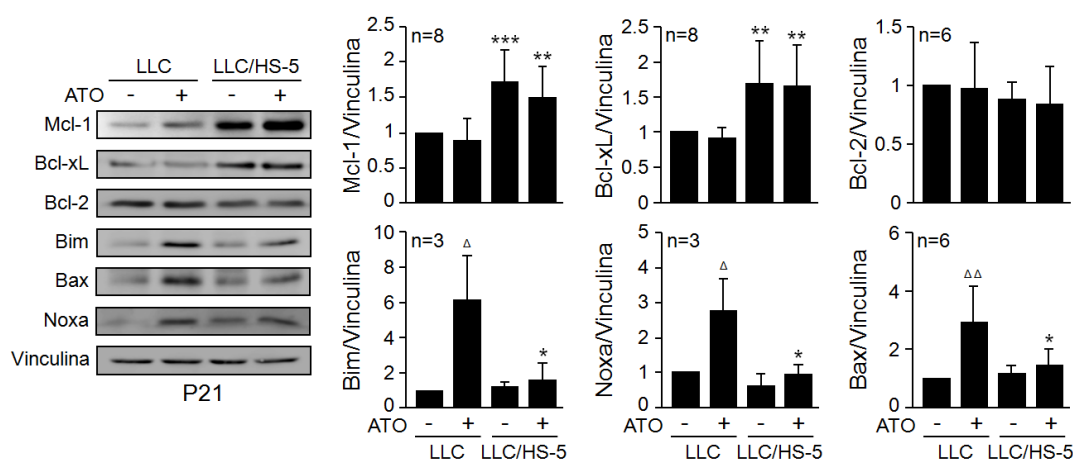 LLC LLC/HS-5
ATO - + - +
Mcl-1
Bcl-xL
Bcl-2
Bim
Bax
Noxa
Vinculina
P21
Mcl-1/Vinculina
2
1.5
1
0.5
0
n=8
*** **
Bcl-xL/Vinculina
2.5
2
1.5
1
0.5
0
n=8
** **
Bcl-2/Vinculina
1.5
1
0.5
0
n=6
Bim/Vinculina
10
8
6
4
2
0
n=3
Δ
*
ATO - + - +
LLC LLC/HS-5
Noxa/Vinculina
5
4
3
2
1
0
n=3
Δ
*
ATO - + - +
LLC LLC/HS-5
Bax/Vinculina
6
4
2
0
n=6
ΔΔ
*
ATO - + - +
LLC LLC/HS-5